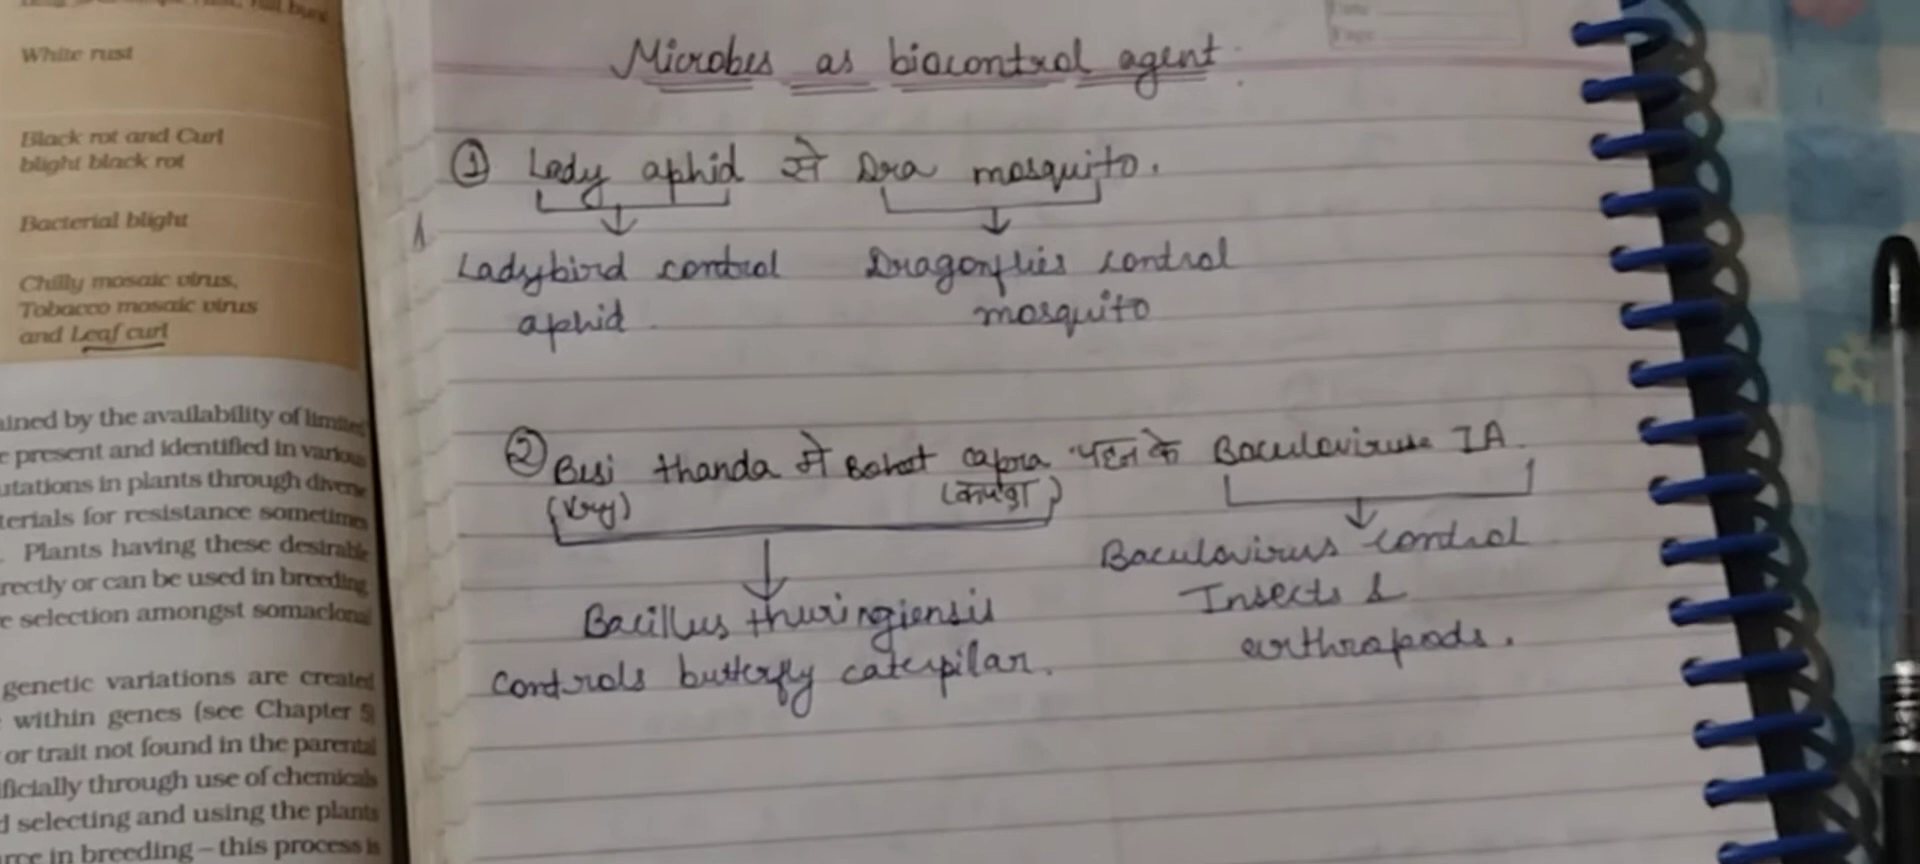 White rust
Black rot and Curl
blight black rot
Bacterial blight
Chilly mosaic virus,
Tobacco mosaic virus
and Leaf curl
ained by the availability of limited
e present and identified in various
utations in plants through diverse
terials for resistance sometimes
. Plants having these desirable
rectly or can be used in breeding
e selection amongst somaclonal
genetic variations are created
within genes (see Chapter 5
or trait not found in the parental
ificially through use of chemicals
d selecting and using the plants
urce in breeding – this process is
Microbes as biocontrol agent.
① Lady aphid से Dra mosquito.
Ladybird control
aphid.
Dragonflies control
mosquito
② Busi thanda में Bohot capra पहन के Baculoviruse IA.
(Very) (कपड़ा)
Bacillus thuringiensis
controls butterfly caterpilar.
Baculovirus control
Insects &
arthropods.